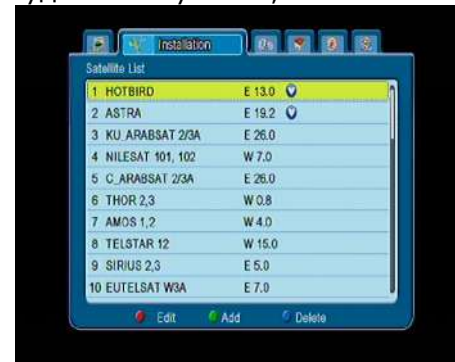 Installation
Satellite List
1 HOTBIRD E 13.0
2 ASTRA E 19.2
3 KU_ARABSAT 2/3A E 26.0
4 NILESAT 101, 102 W 7.0
5 C_ARABSAT 2/3A E 26.0
6 THOR 2,3 W 0.8
7 AMOS 1,2 W 4.0
8 TELSTAR 12 W 15.0
9 SIRIUS 2,3 E 5.0
10 EUTELSAT W3A E 7.0
Edit Add Delete